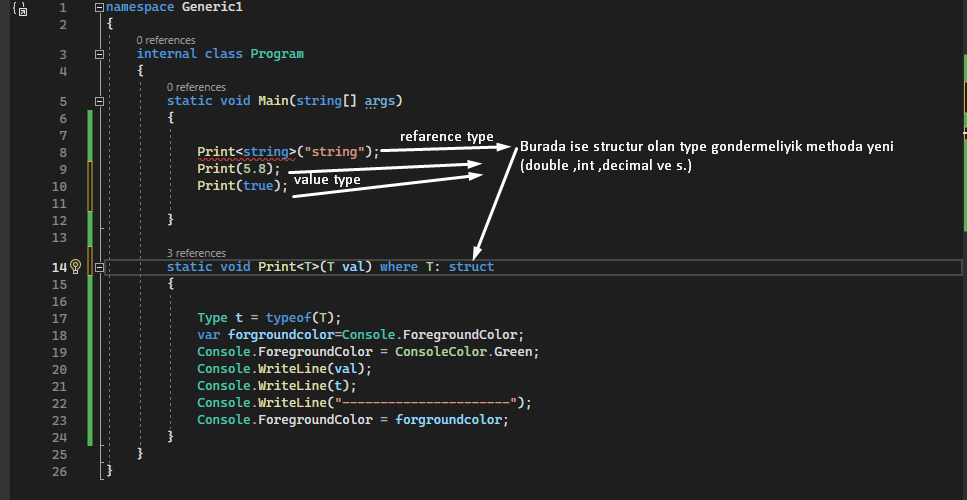 1 namespace Generic1
2 {
0 references
3 internal class Program
4 {
0 references
5 static void Main(string[] args)
6 {
7
8 Print<string>("string"); refarence type Burada ise structur olan type gondermeliyik methoda yeni
9 Print(5.8); value type (double ,int ,decimal ve s.)
10 Print(true);
11
12 }
13
3 references
14 static void Print<T>(T val) where T: struct
15 {
16
17 Type t = typeof(T);
18 var forgroundcolor=Console.ForegroundColor;
19 Console.ForegroundColor = ConsoleColor.Green;
20 Console.WriteLine(val);
21 Console.WriteLine(t);
22 Console.WriteLine("----------------------");
23 Console.ForegroundColor = forgroundcolor;
24 }
25 }
26 }